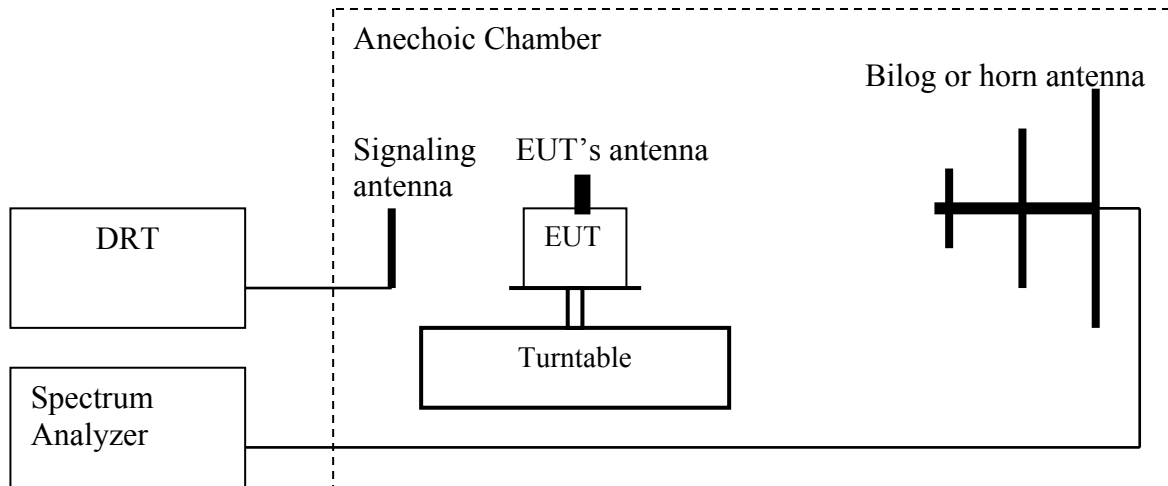 Anechoic Chamber
Bilog or horn antenna
Signaling
antenna
EUT’s antenna
DRT
EUT
Turntable
Spectrum
Analyzer